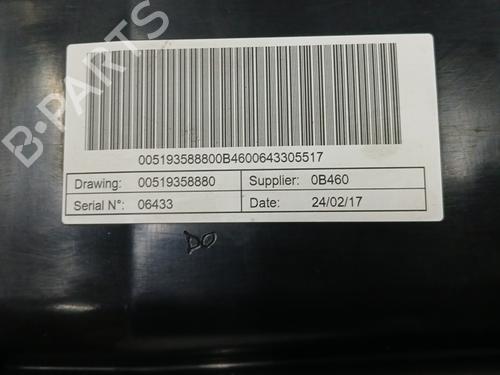 B-PARTS
005193588800B4600643305517
Drawing: 00519358880 Supplier: 0B460
Serial N°: 06433 Date: 24/02/17
DO